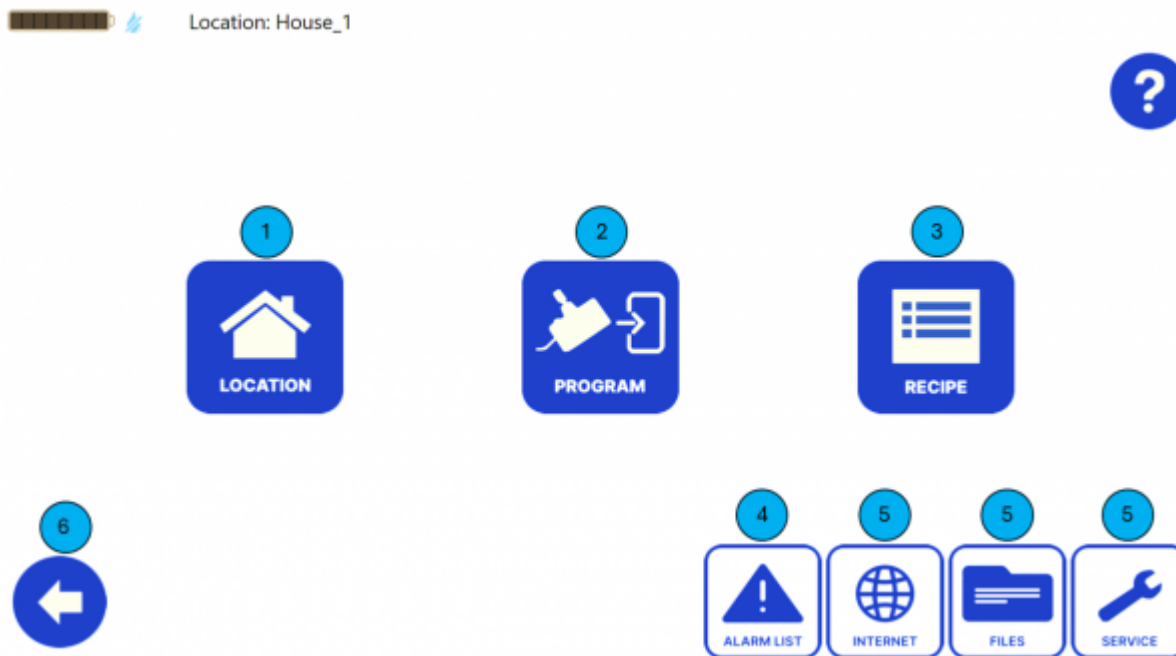 Location: House_1
?
1
2
3
LOCATION
PROGRAM
RECIPE
6
4
5
5
5
ALARM LIST
INTERNET
FILES
SERVICE